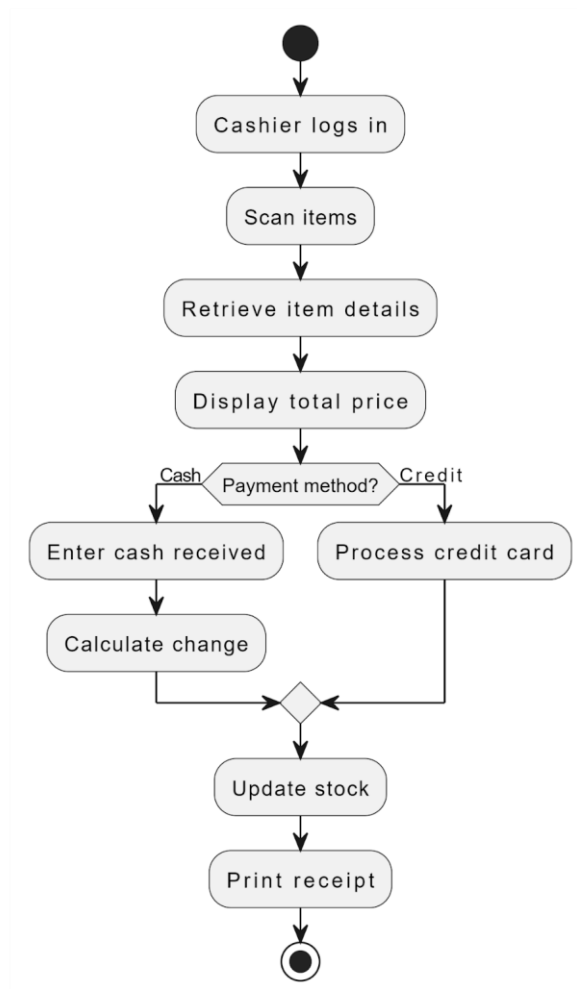 Cashier logs in
Scan items
Retrieve item details
Display total price
Cash
Payment method?
Credit
Enter cash received
Process credit card
Calculate change
Update stock
Print receipt